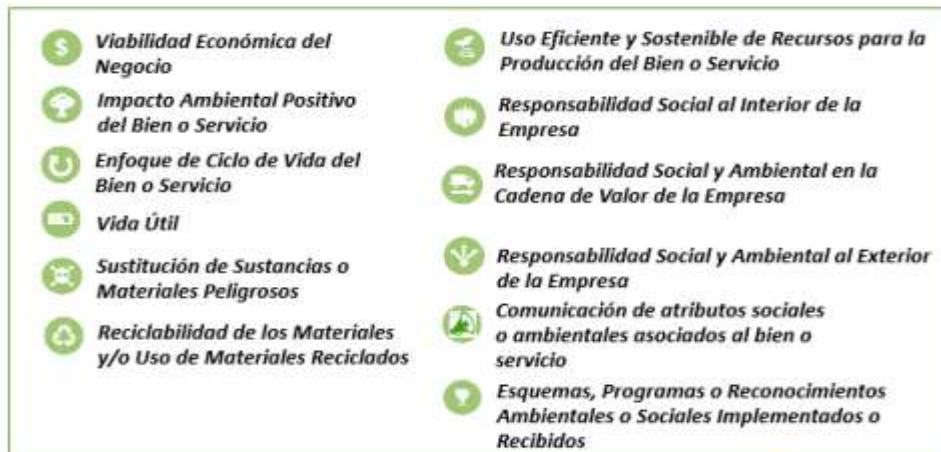 $
Viabilidad Económica del
Negocio
Impacto Ambiental Positivo
del Bien o Servicio
Enfoque de Ciclo de Vida del
Bien o Servicio
Vida Útil
Sustitución de Sustancias o
Materiales Peligrosos
Reciclabilidad de los Materiales
y/o Uso de Materiales Reciclados
Uso Eficiente y Sostenible de Recursos para la
Producción del Bien o Servicio
Responsabilidad Social al Interior de la
Empresa
Responsabilidad Social y Ambiental en la
Cadena de Valor de la Empresa
Responsabilidad Social y Ambiental al Exterior
de la Empresa
Comunicación de atributos sociales
o ambientales asociados al bien o
servicio
Esquemas, Programas o Reconocimientos
Ambientales o Sociales Implementados o
Recibidos